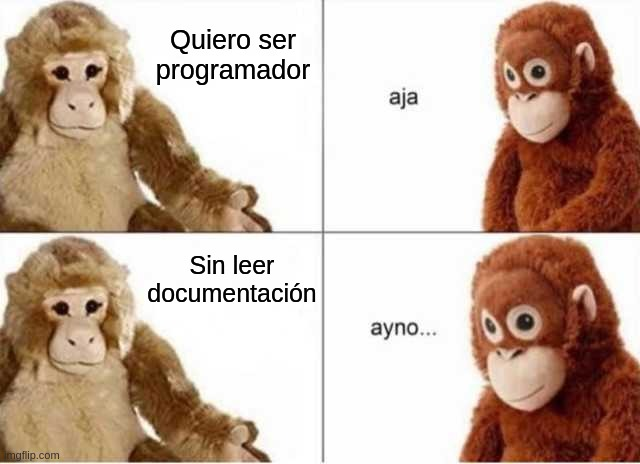 Quiero ser
programador
aja
Sin leer
documentación
ayno...
imgflip.com